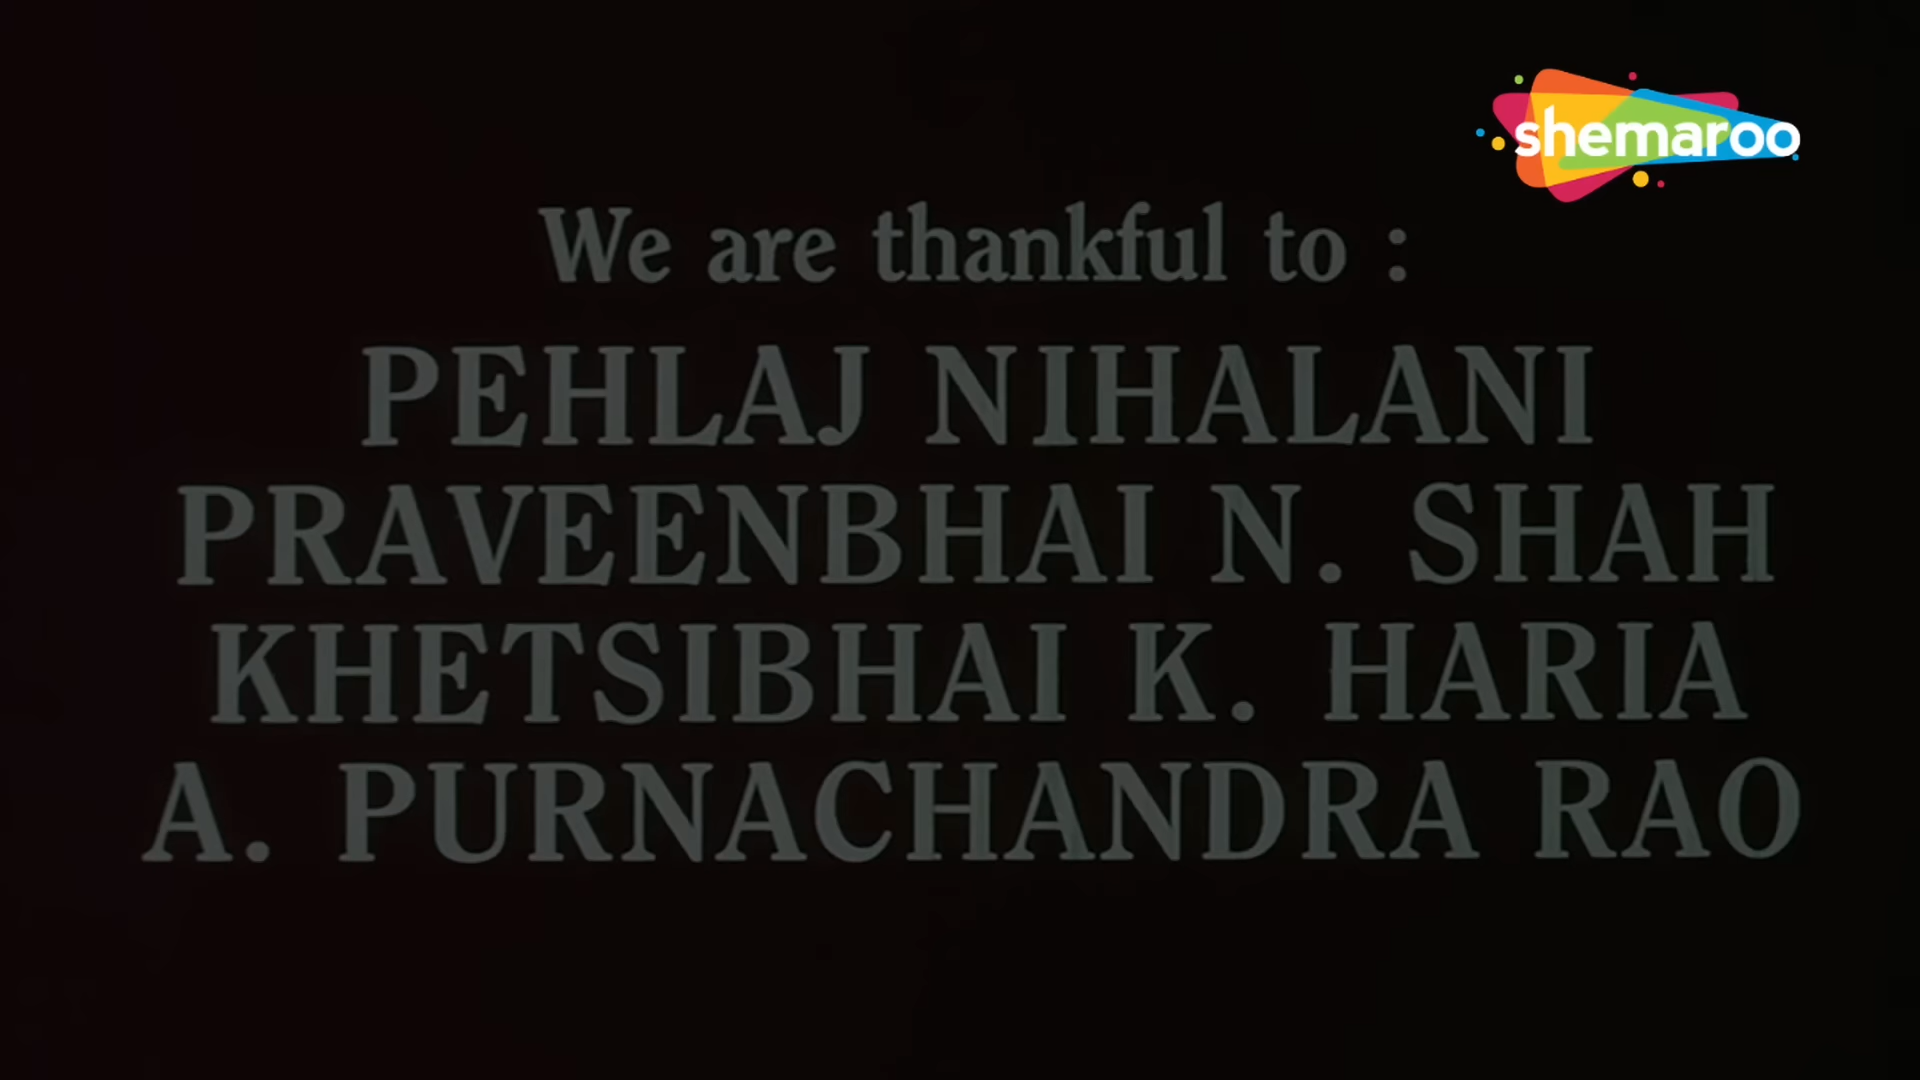 shemaroo
We are thankful to :
PEHLAJ NIHALANI
PRAVEENBHAI N. SHAH
KHETSIBHAI K. HARIA
A. PURNACHANDRA RAO